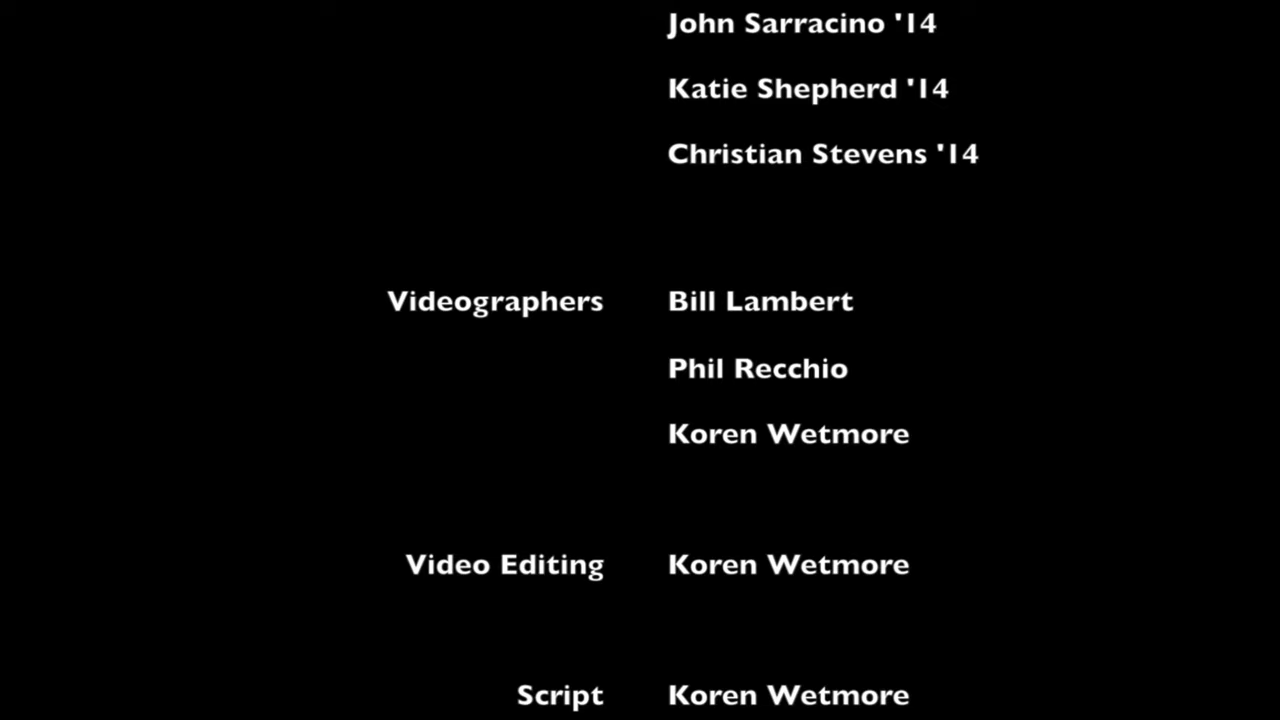 John Sarracino '14
Katie Shepherd '14
Christian Stevens '14
Videographers Bill Lambert
Phil Recchio
Koren Wetmore
Video Editing Koren Wetmore
Script Koren Wetmore